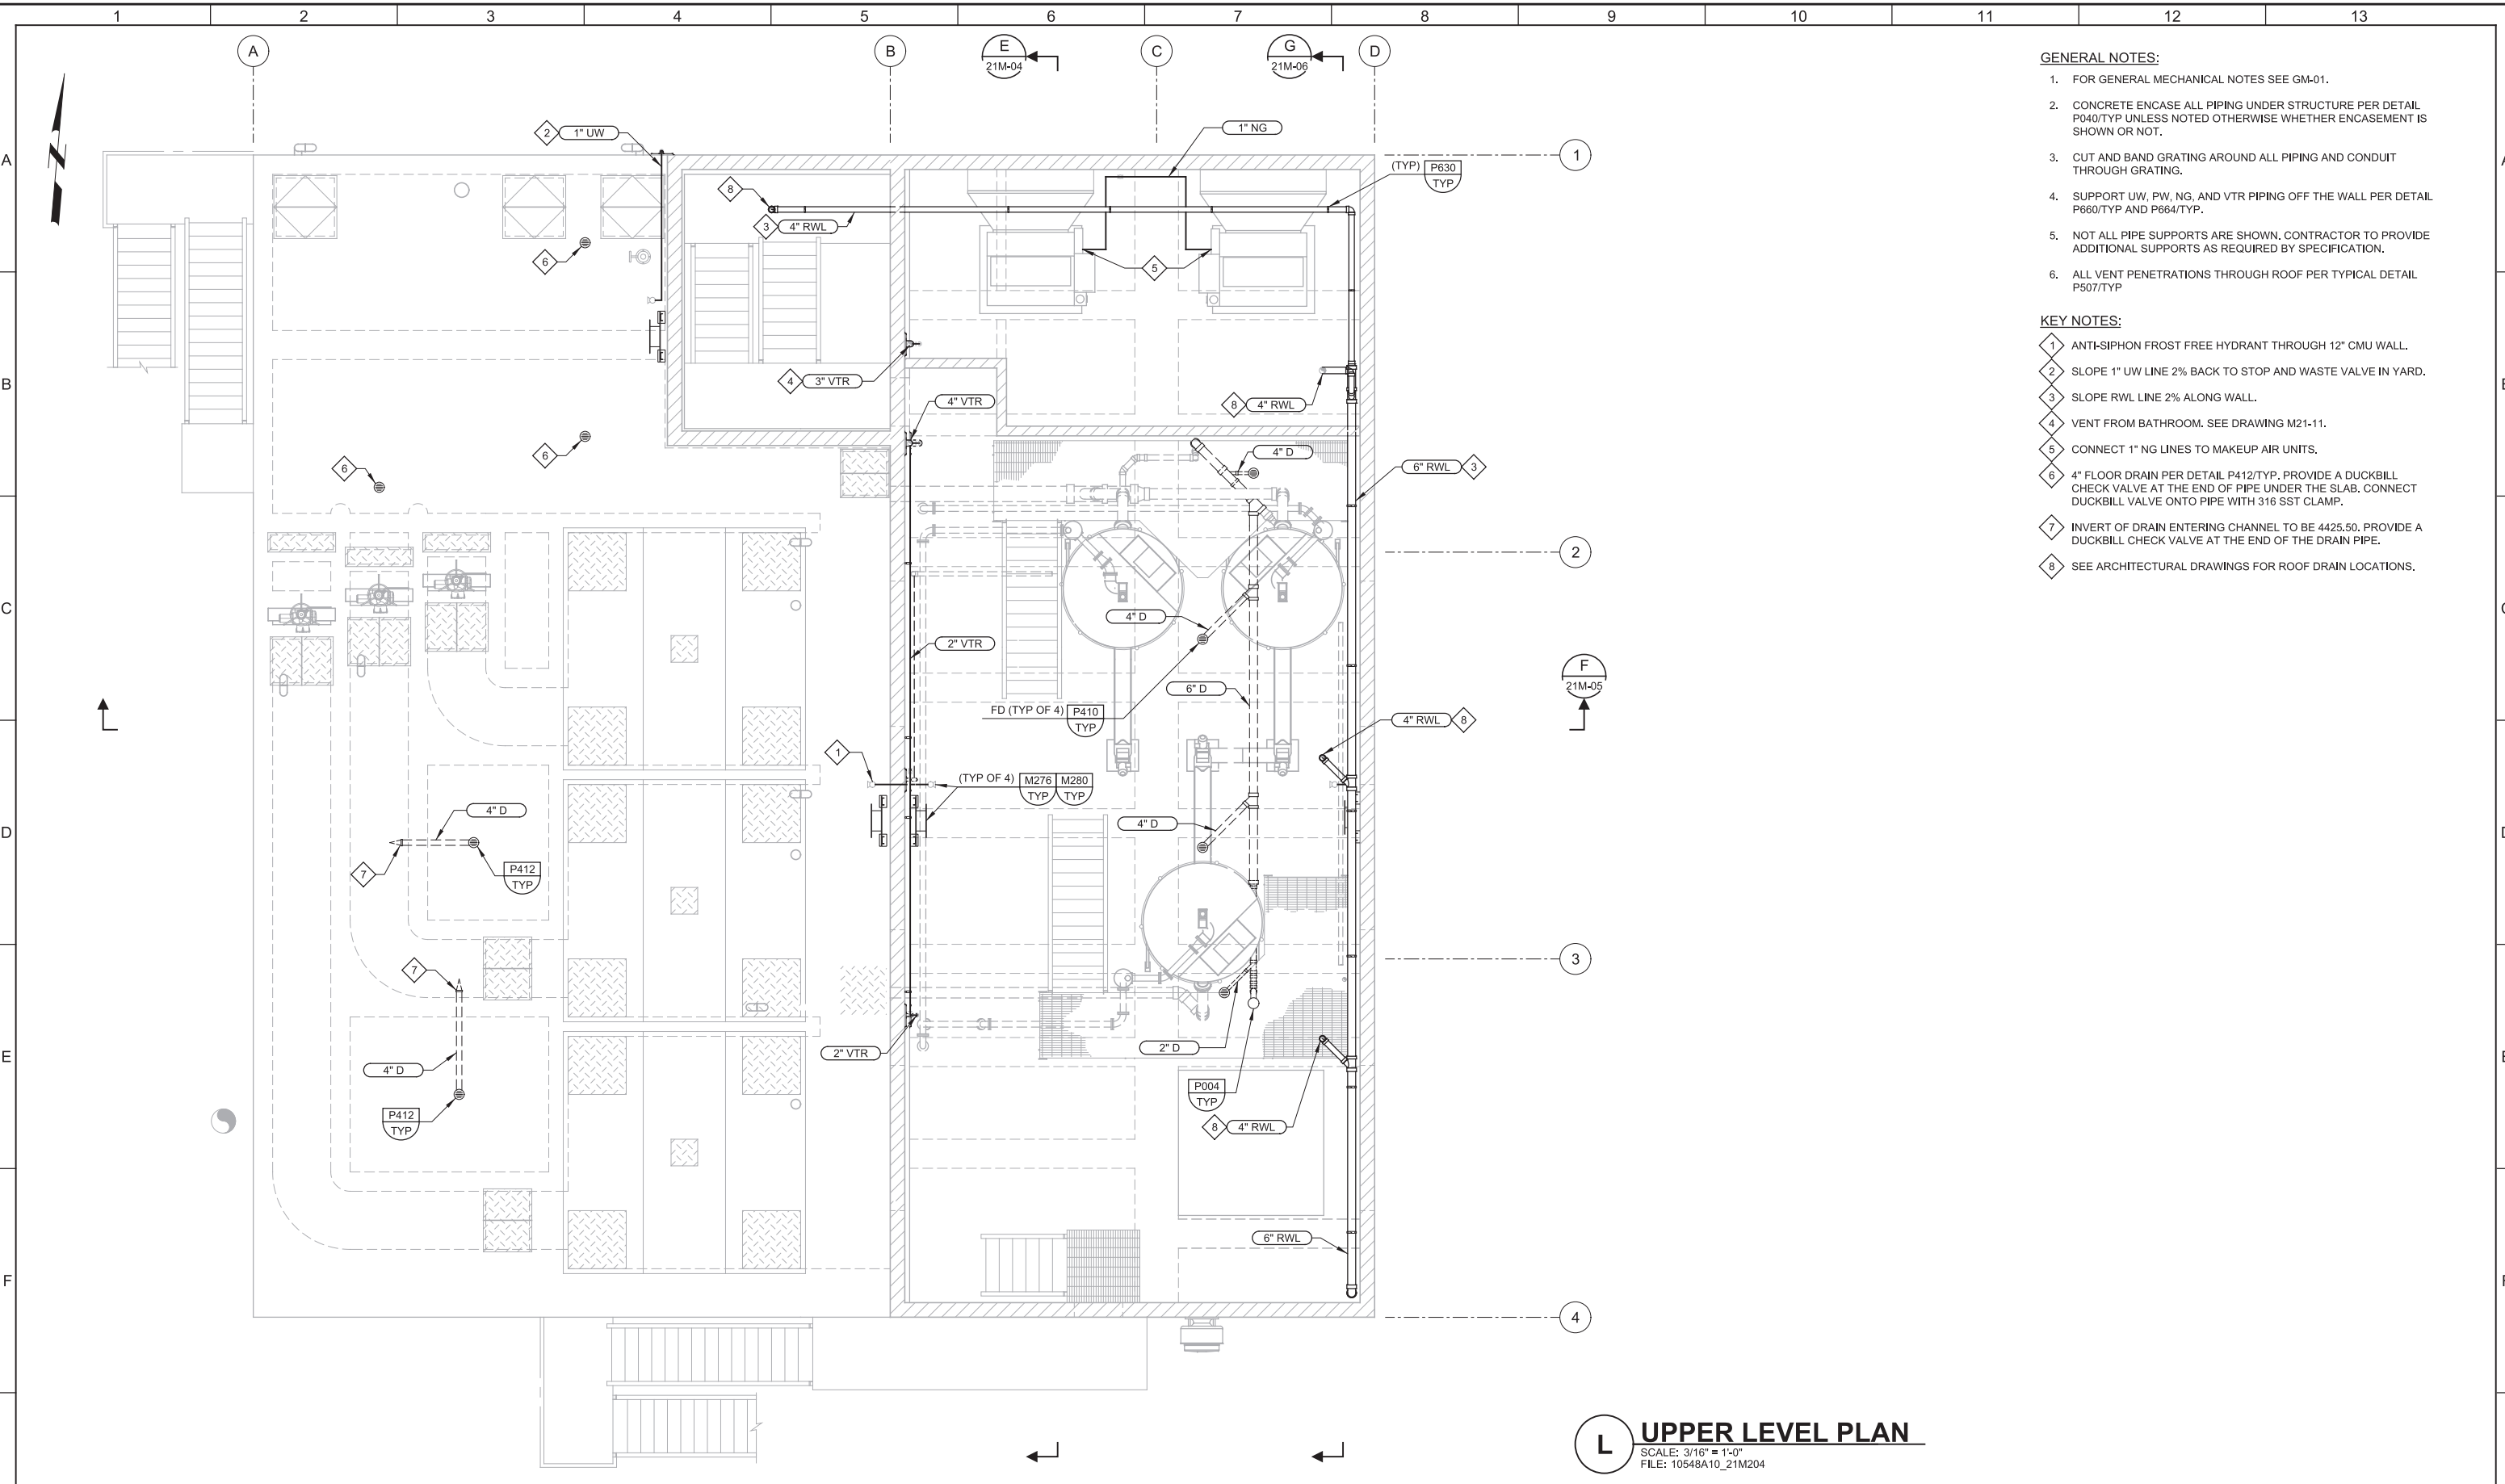 1 2 3 4 5 6 7 8 9 10 11 12 13
A B C D
E
21M-04
G
21M-06
A
B
C
D
E
F
1
2
3
4
2 1" UW
1" NG
(TYP) P630
TYP
8
3 4" RWL
6
5
4 3" VTR
4" VTR
8 4" RWL
6
6
4" D
6" RWL 3
4" D
2" VTR
F
21M-05
6" D
FD (TYP OF 4) P410
TYP
4" RWL 8
1
(TYP OF 4) M276 M280
TYP TYP
4" D
4" D
7
P412
TYP
7
2" VTR
2" D
4" D
P004
TYP
P412
TYP
8 4" RWL
6" RWL
GENERAL NOTES:
1. FOR GENERAL MECHANICAL NOTES SEE GM-01.
2. CONCRETE ENCASE ALL PIPING UNDER STRUCTURE PER DETAIL
P040/TYP UNLESS NOTED OTHERWISE WHETHER ENCASEMENT IS
SHOWN OR NOT.
3. CUT AND BAND GRATING AROUND ALL PIPING AND CONDUIT
THROUGH GRATING.
4. SUPPORT UW, PW, NG, AND VTR PIPING OFF THE WALL PER DETAIL
P660/TYP AND P664/TYP.
5. NOT ALL PIPE SUPPORTS ARE SHOWN. CONTRACTOR TO PROVIDE
ADDITIONAL SUPPORTS AS REQUIRED BY SPECIFICATION.
6. ALL VENT PENETRATIONS THROUGH ROOF PER TYPICAL DETAIL
P507/TYP
KEY NOTES:
1 ANTI-SIPHON FROST FREE HYDRANT THROUGH 12" CMU WALL.
2 SLOPE 1" UW LINE 2% BACK TO STOP AND WASTE VALVE IN YARD.
3 SLOPE RWL LINE 2% ALONG WALL.
4 VENT FROM BATHROOM. SEE DRAWING M21-11.
5 CONNECT 1" NG LINES TO MAKEUP AIR UNITS.
6 4" FLOOR DRAIN PER DETAIL P412/TYP. PROVIDE A DUCKBILL
CHECK VALVE AT THE END OF PIPE UNDER THE SLAB. CONNECT
DUCKBILL VALVE ONTO PIPE WITH 316 SST CLAMP.
7 INVERT OF DRAIN ENTERING CHANNEL TO BE 4425.50. PROVIDE A
DUCKBILL CHECK VALVE AT THE END OF THE DRAIN PIPE.
8 SEE ARCHITECTURAL DRAWINGS FOR ROOF DRAIN LOCATIONS.
L UPPER LEVEL PLAN
SCALE: 3/16" = 1'-0"
FILE: 10548A10_21M204